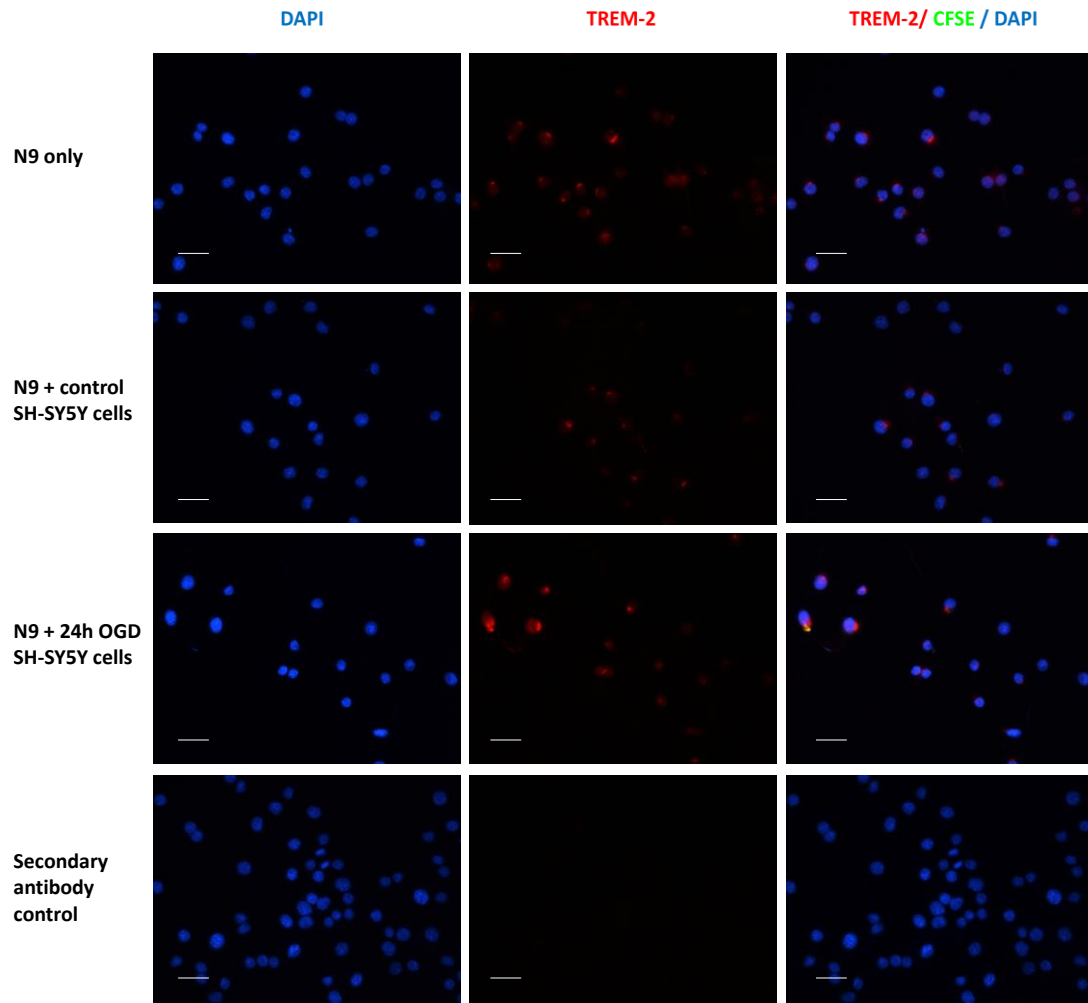 DAPI
TREM-2
TREM-2/ CFSE / DAPI
N9 only
N9 + control
SH-SY5Y cells
N9 + 24h OGD
SH-SY5Y cells
Secondary
antibody
control